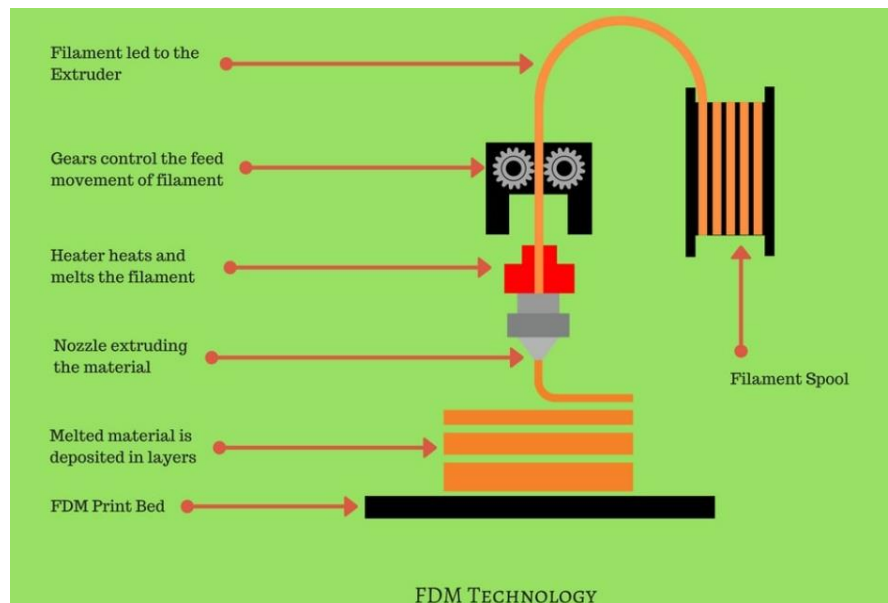 Filament led to the
Extruder
Gears control the feed
movement of filament
Heater heats and
melts the filament
Nozzle extruding
the material
Filament Spool
Melted material is
deposited in layers
FDM Print Bed
FDM Technology